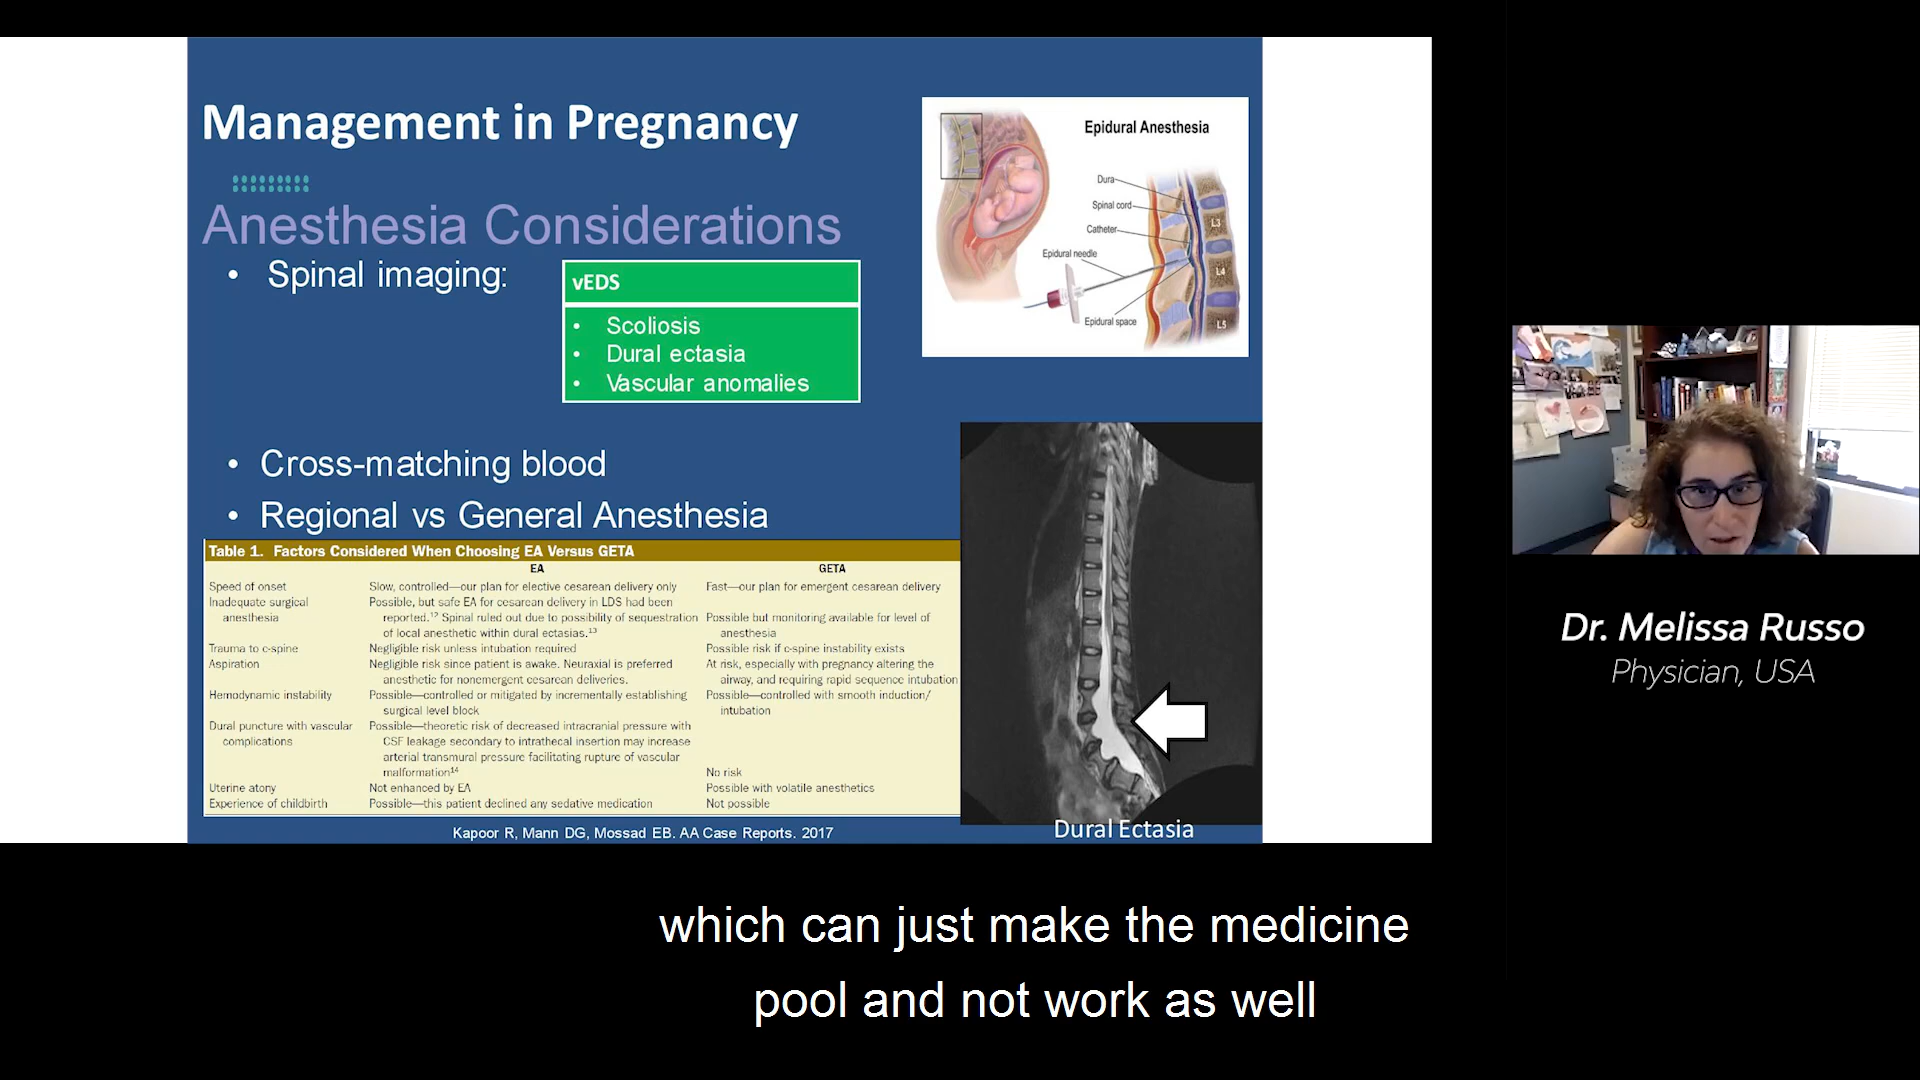 Management in Pregnancy
Anesthesia Considerations
• Spinal imaging:
vEDS
• Scoliosis
• Dural ectasia
• Vascular anomalies
• Cross-matching blood
• Regional vs General Anesthesia
Epidural Anesthesia
Dura
Spinal cord
Catheter
Epidural needle
Epidural space
L3
L4
L5
Table 1. Factors Considered When Choosing EA Versus GETA
EA GETA
Speed of onset Slow, controlled—our plan for elective cesarean delivery only Fast—our plan for emergent cesarean delivery
Inadequate surgical Possible, but safe EA for cesarean delivery in LDS had been
anesthesia reported.¹² Spinal ruled out due to possibility of sequestration Possible but monitoring available for level of
of local anesthetic within dural ectasias.¹³ anesthesia
Trauma to c-spine Negligible risk unless intubation required Possible risk if c-spine instability exists
Aspiration Negligible risk since patient is awake. Neuraxial is preferred At risk, especially with pregnancy altering the
anesthetic for nonemergent cesarean deliveries. airway, and requiring rapid sequence intubation
Hemodynamic instability Possible—controlled or mitigated by incrementally establishing Possible—controlled with smooth induction/
surgical level block intubation
Dural puncture with vascular Possible—theoretic risk of decreased intracranial pressure with
complications CSF leakage secondary to intrathecal insertion may increase
arterial transmural pressure facilitating rupture of vascular
malformation¹⁴ No risk
Uterine atony Not enhanced by EA Possible with volatile anesthetics
Experience of childbirth Possible—this patient declined any sedative medication Not possible
Kapoor R, Mann DG, Mossad EB. AA Case Reports. 2017
Dural Ectasia
Dr. Melissa Russo
Physician, USA
which can just make the medicine
pool and not work as well